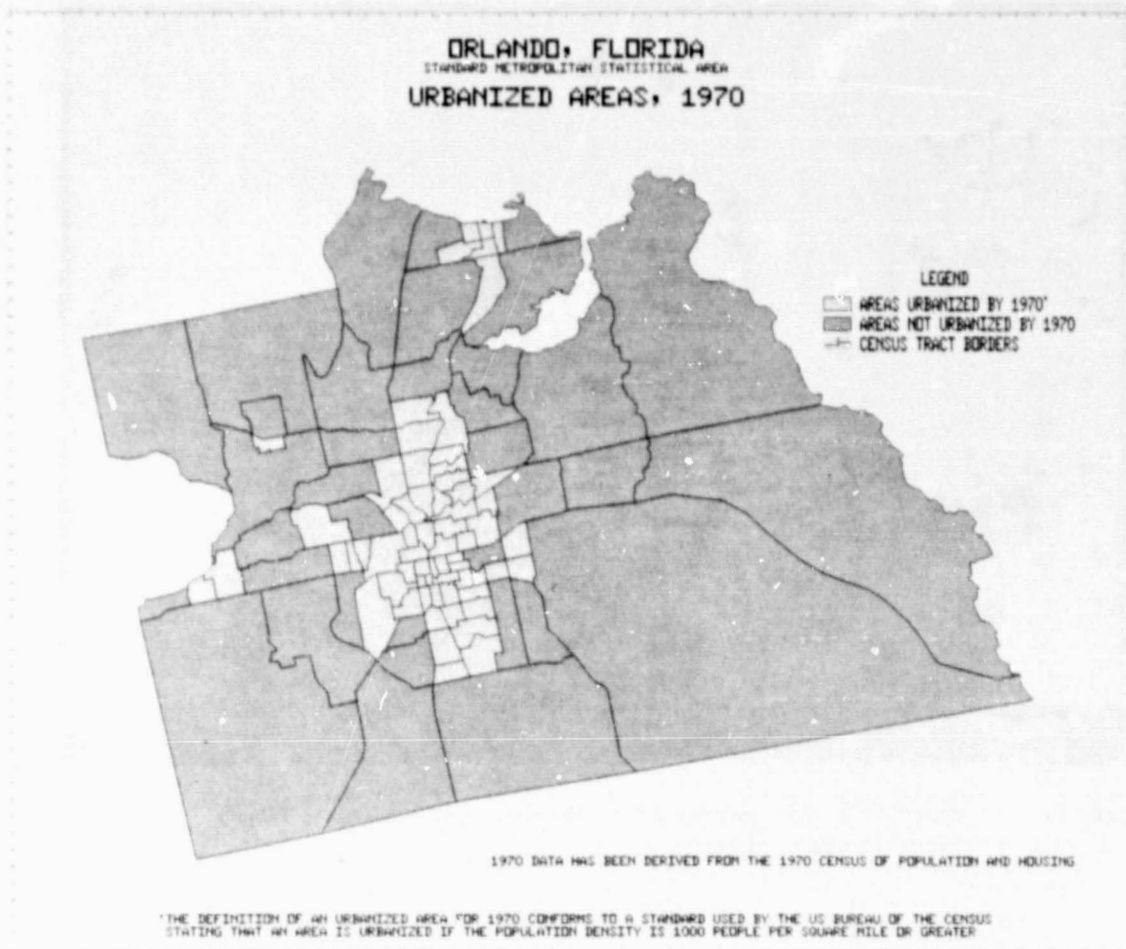 ORLANDO, FLORIDA
STANDARD METROPOLITAN STATISTICAL AREA
URBANIZED AREAS, 1970
LEGEND
AREAS URBANIZED BY 1970*
AREAS NOT URBANIZED BY 1970
CENSUS TRACT BORDERS
1970 DATA HAS BEEN DERIVED FROM THE 1970 CENSUS OF POPULATION AND HOUSING
*THE DEFINITION OF AN URBANIZED AREA FOR 1970 CONFORMS TO A STANDARD USED BY THE US BUREAU OF THE CENSUS
STATING THAT AN AREA IS URBANIZED IF THE POPULATION DENSITY IS 1000 PEOPLE PER SQUARE MILE OR GREATER